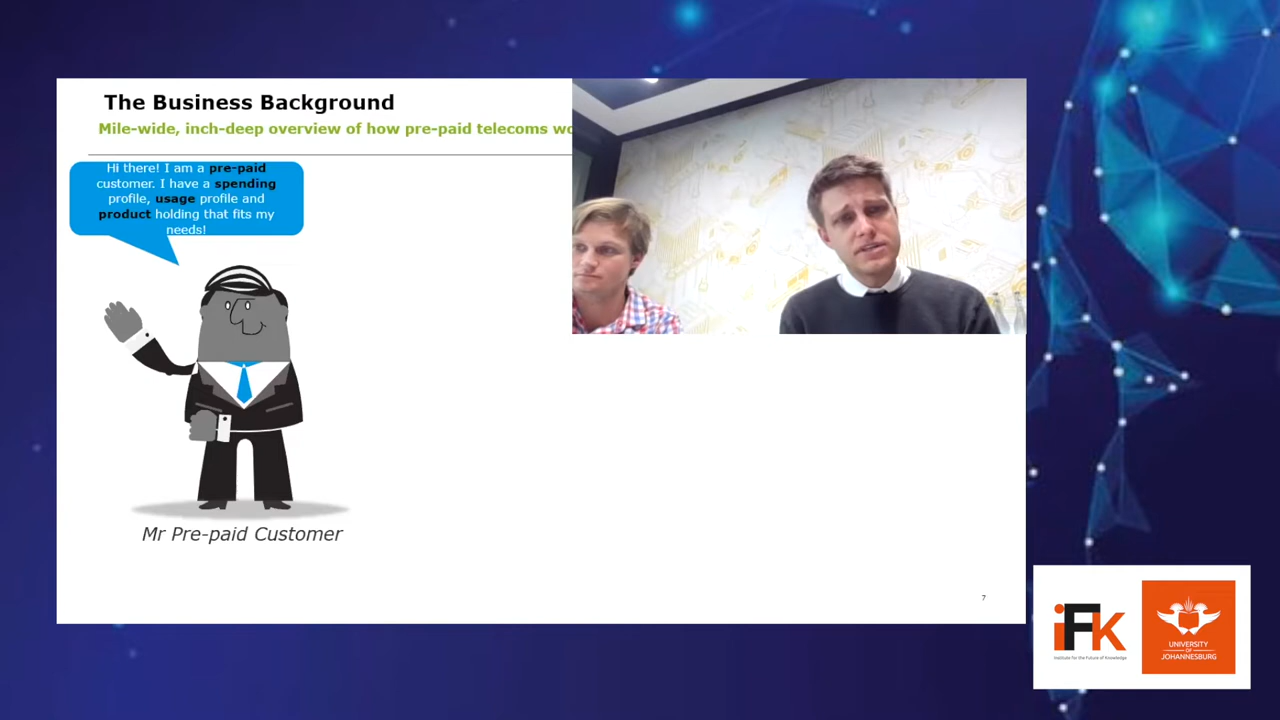 The Business Background
Mile-wide, inch-deep overview of how pre-paid telecoms wo
Hi there! I am a pre-paid
customer. I have a spending
profile, usage profile and
product holding that fits my
needs!
Mr Pre-paid Customer
7
iFK
Institute for the Future of Knowledge
UNIVERSITY
OF
JOHANNESBURG